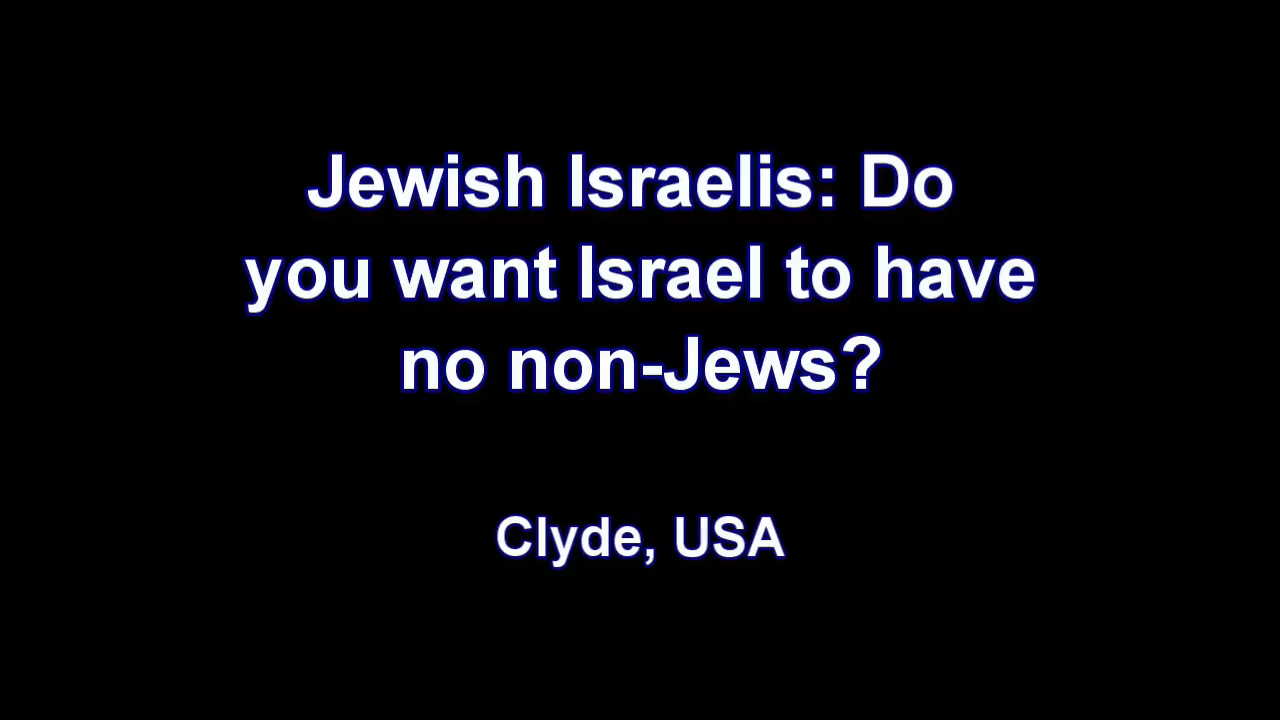 Jewish Israelis: Do
you want Israel to have
no non-Jews?
Clyde, USA